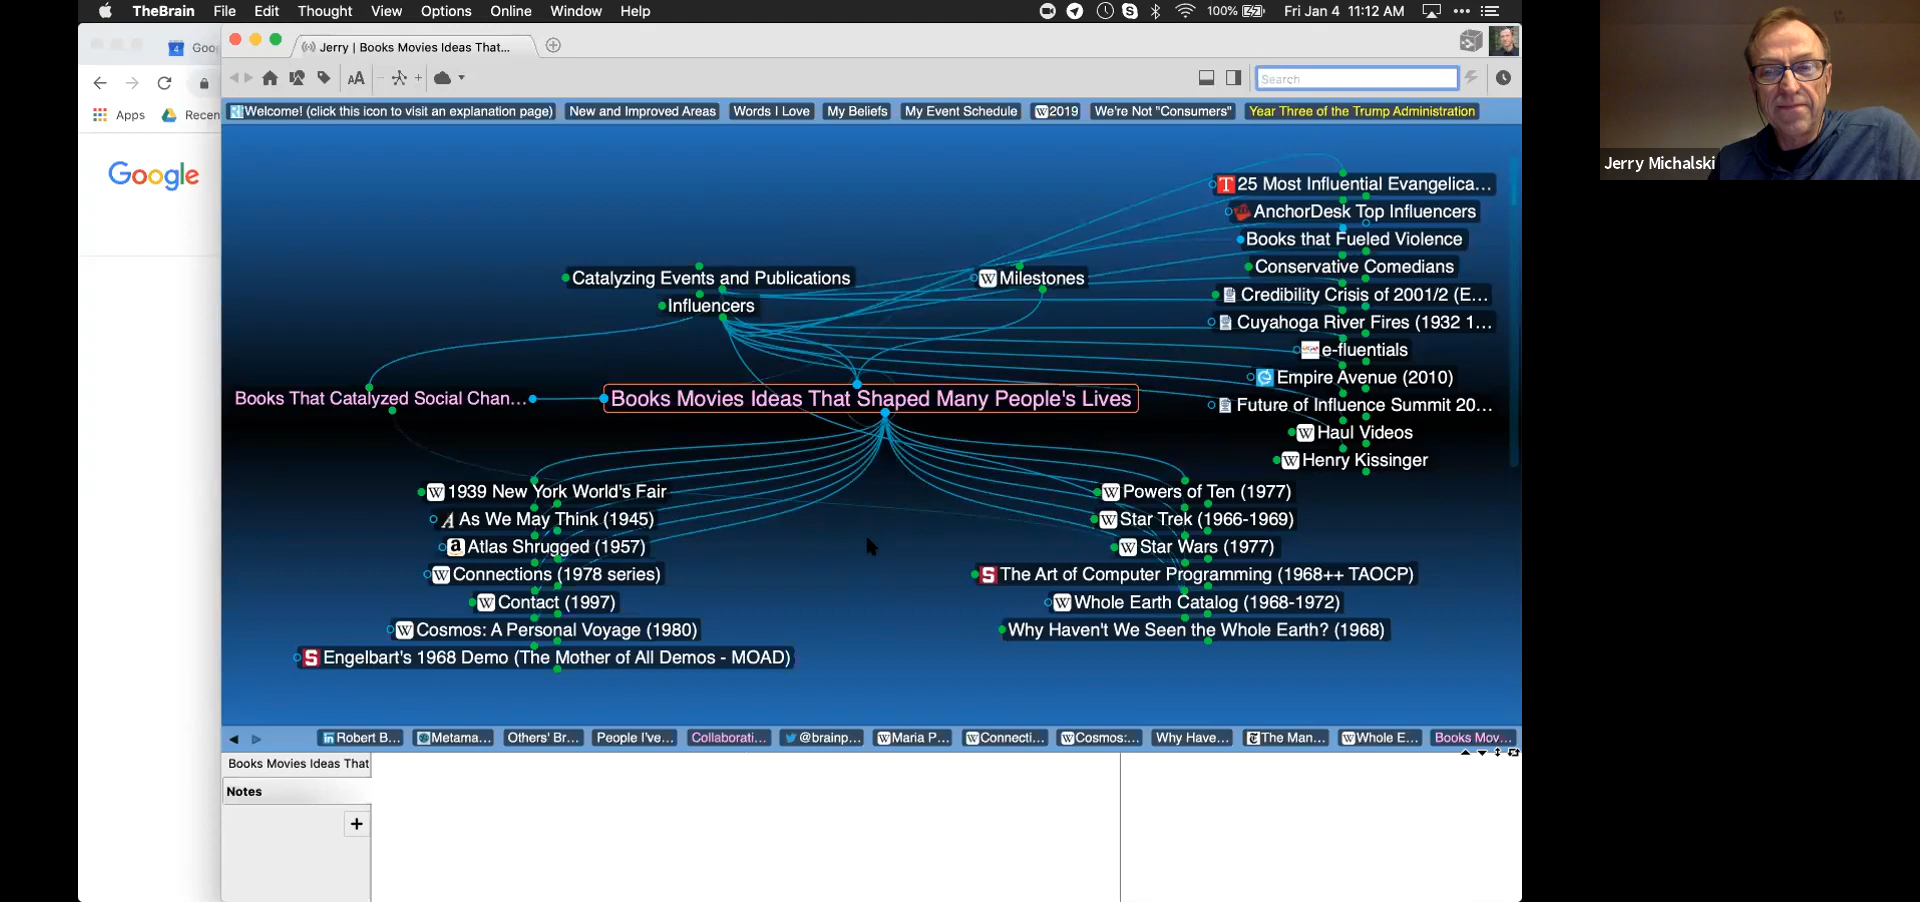 TheBrain File Edit Thought View Options Online Window Help 100% Fri Jan 4 11:12 AM
Jerry | Books Movies Ideas That...
Goo
AA
Search
Apps Recen
Welcome! (click this icon to visit an explanation page) New and Improved Areas Words I Love My Beliefs My Event Schedule W 2019 We're Not "Consumers" Year Three of the Trump Administration
Google
T 25 Most Influential Evangelica...
AnchorDesk Top Influencers
Books that Fueled Violence
Catalyzing Events and Publications
W Milestones
Conservative Comedians
Influencers
Credibility Crisis of 2001/2 (E...
Cuyahoga River Fires (1932 1...
e-fluentials
Empire Avenue (2010)
Books That Catalyzed Social Chan...
Books Movies Ideas That Shaped Many People's Lives
Future of Influence Summit 20...
W Haul Videos
W Henry Kissinger
W 1939 New York World's Fair
A As We May Think (1945)
a Atlas Shrugged (1957)
W Connections (1978 series)
W Contact (1997)
W Cosmos: A Personal Voyage (1980)
S Engelbart's 1968 Demo (The Mother of All Demos - MOAD)
W Powers of Ten (1977)
W Star Trek (1966-1969)
W Star Wars (1977)
S The Art of Computer Programming (1968++ TAOCP)
W Whole Earth Catalog (1968-1972)
Why Haven't We Seen the Whole Earth? (1968)
in Robert B... Metama... Others' Br... People I've... Collaborati... @brainp... W Maria P... W Connecti... W Cosmos:... Why Have... T The Man... W Whole E... Books Mov...
Books Movies Ideas That
Notes
+
Jerry Michalski